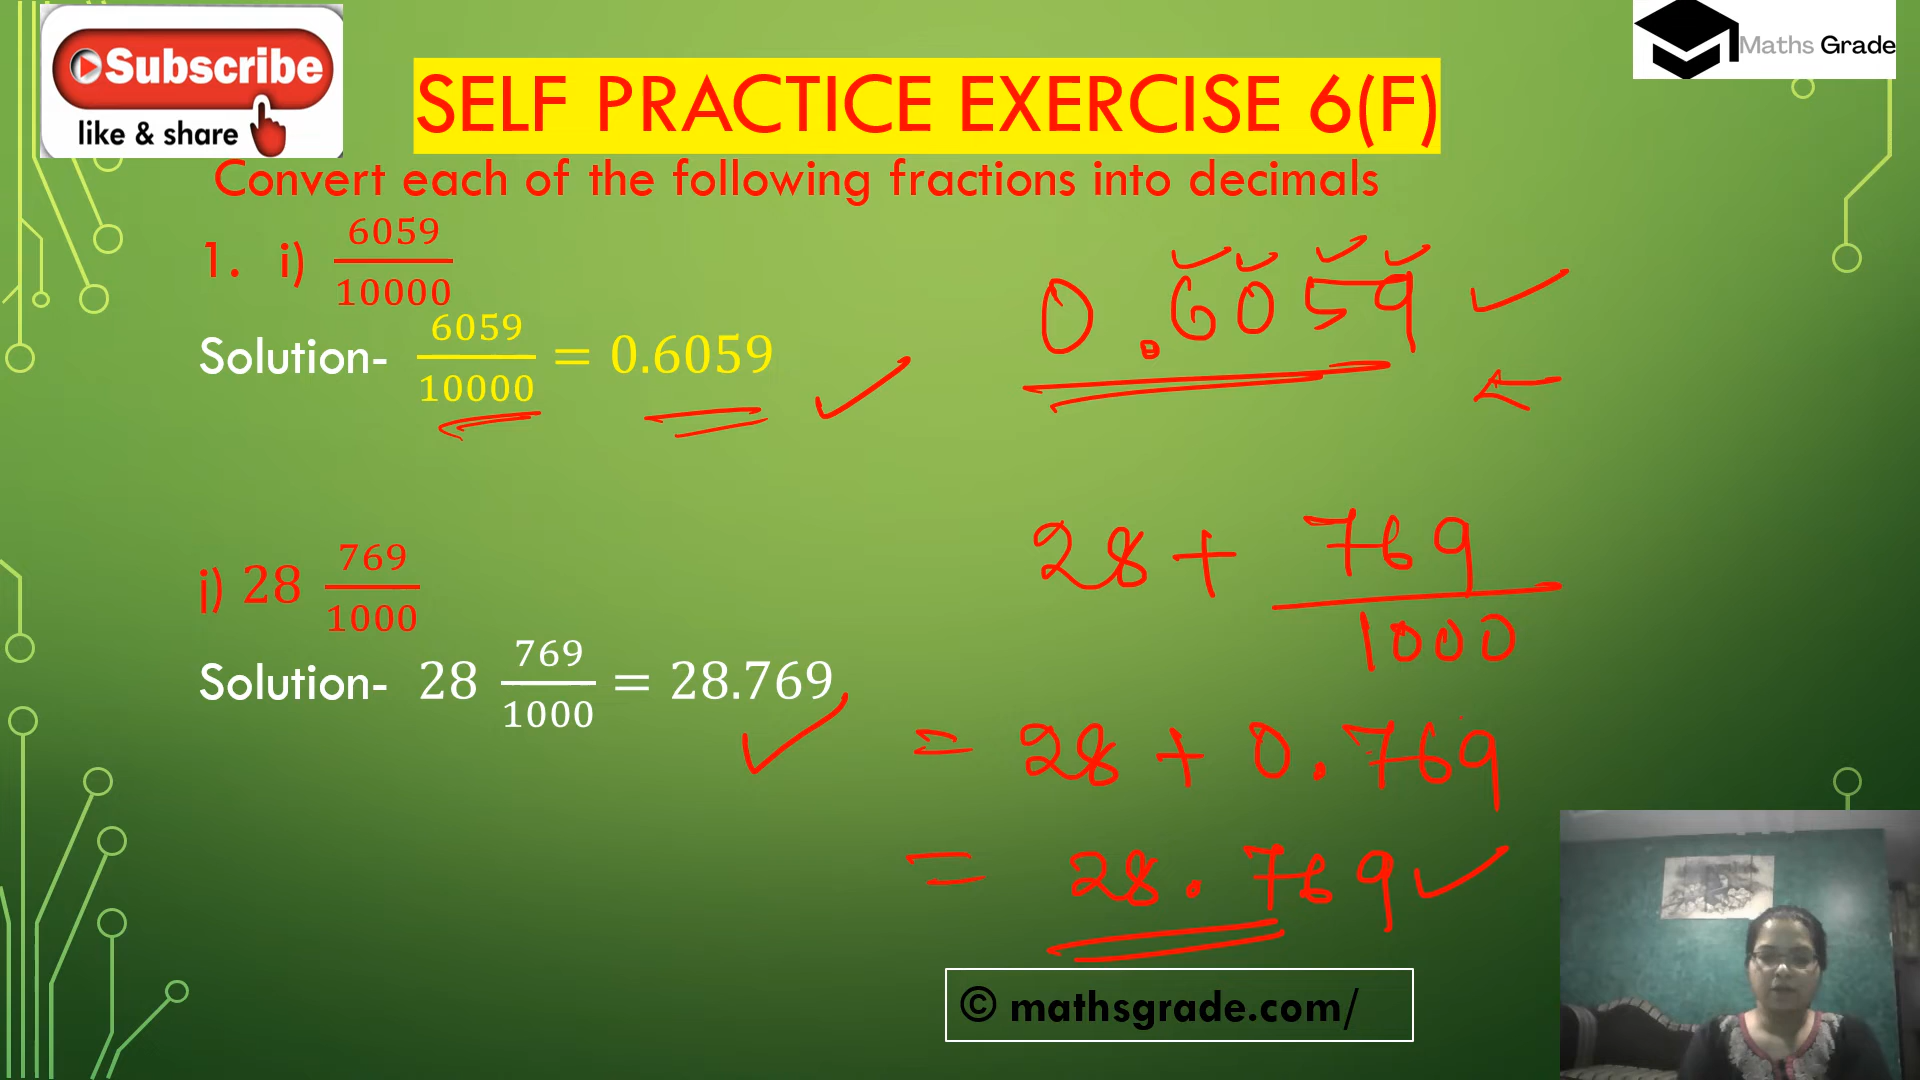 Subscribe
like & share
Maths Grade
SELF PRACTICE EXERCISE 6(F)
Convert each of the following fractions into decimals
1. i) 6059/10000
Solution- 6059/10000 = 0.6059
0.6059
j) 28 769/1000
Solution- 28 769/1000 = 28.769
28 + 769/1000
= 28 + 0.769
= 28.769
© mathsgrade.com/